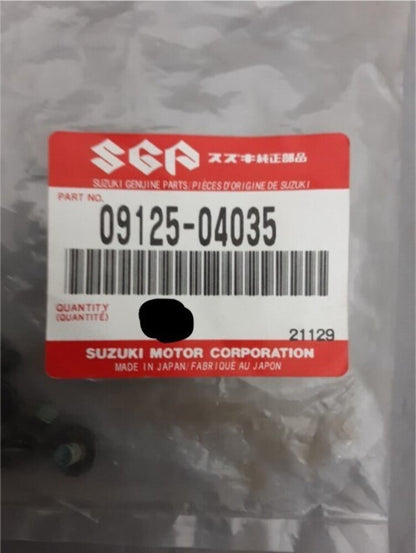 SGP スズキ純正部品
SUZUKI GENUINE PARTS/PIÈCES D'ORIGINE DE SUZUKI
PART NO.
09125-04035
QUANTITY
(QUANTITÉ)
21129
SUZUKI MOTOR CORPORATION
MADE IN JAPAN/FABRIQUÉ AU JAPON